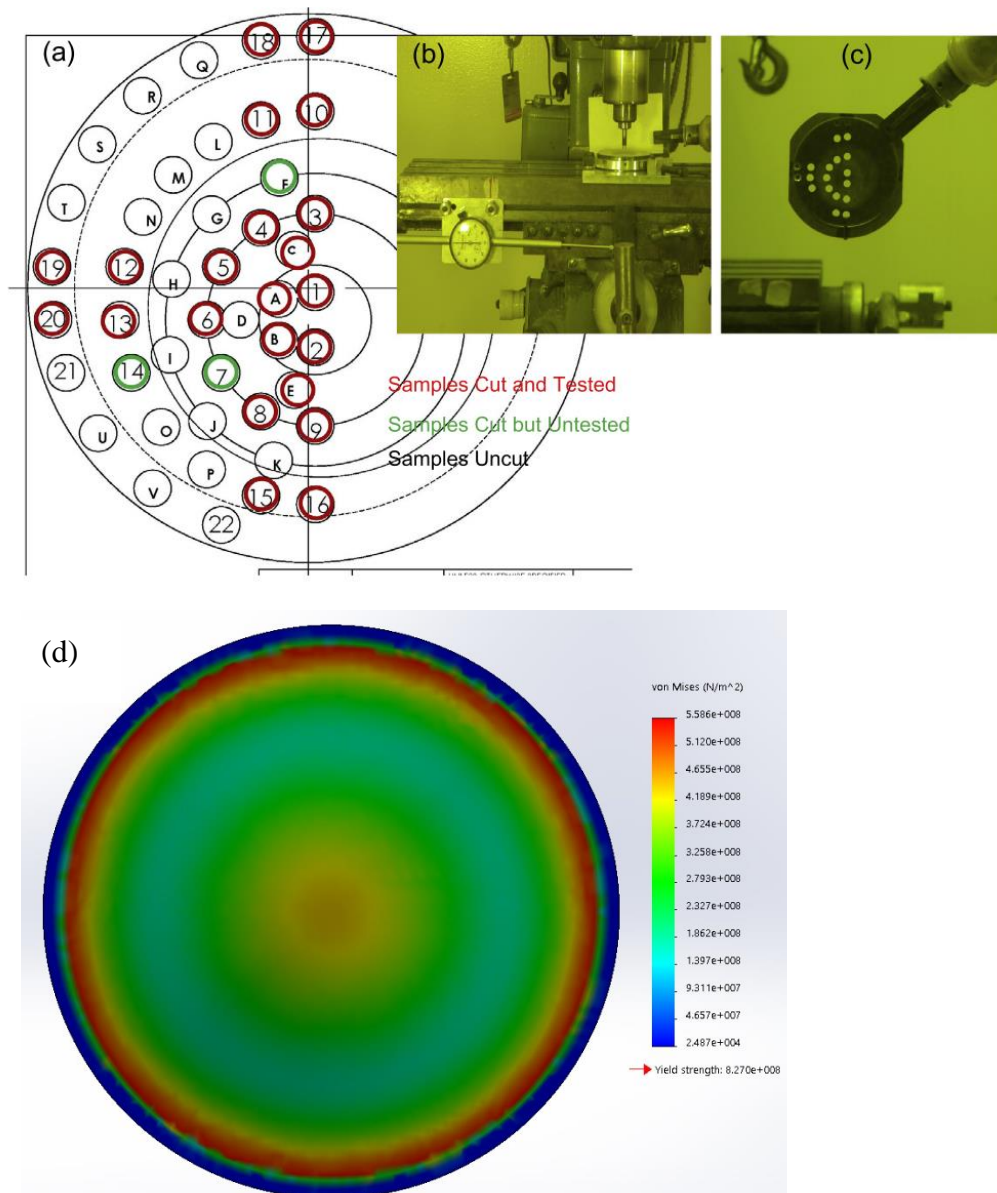 (a)
18 17
Q
(b)
(c)
R
11 10
S
L
M
F
T
N
G
4 3
C
19 12 5
H
A 1
20 13 6 D
B 2
I
21 14 7
E
Samples Cut and Tested
8
U O J
9
Samples Cut but Untested
K
P
Samples Uncut
V
15 16
22
(d)
von Mises (N/m^2)
5.586e+008
5.120e+008
4.655e+008
4.189e+008
3.724e+008
3.258e+008
2.793e+008
2.327e+008
1.862e+008
1.397e+008
9.311e+007
4.657e+007
2.487e+004
Yield strength: 8.270e+008